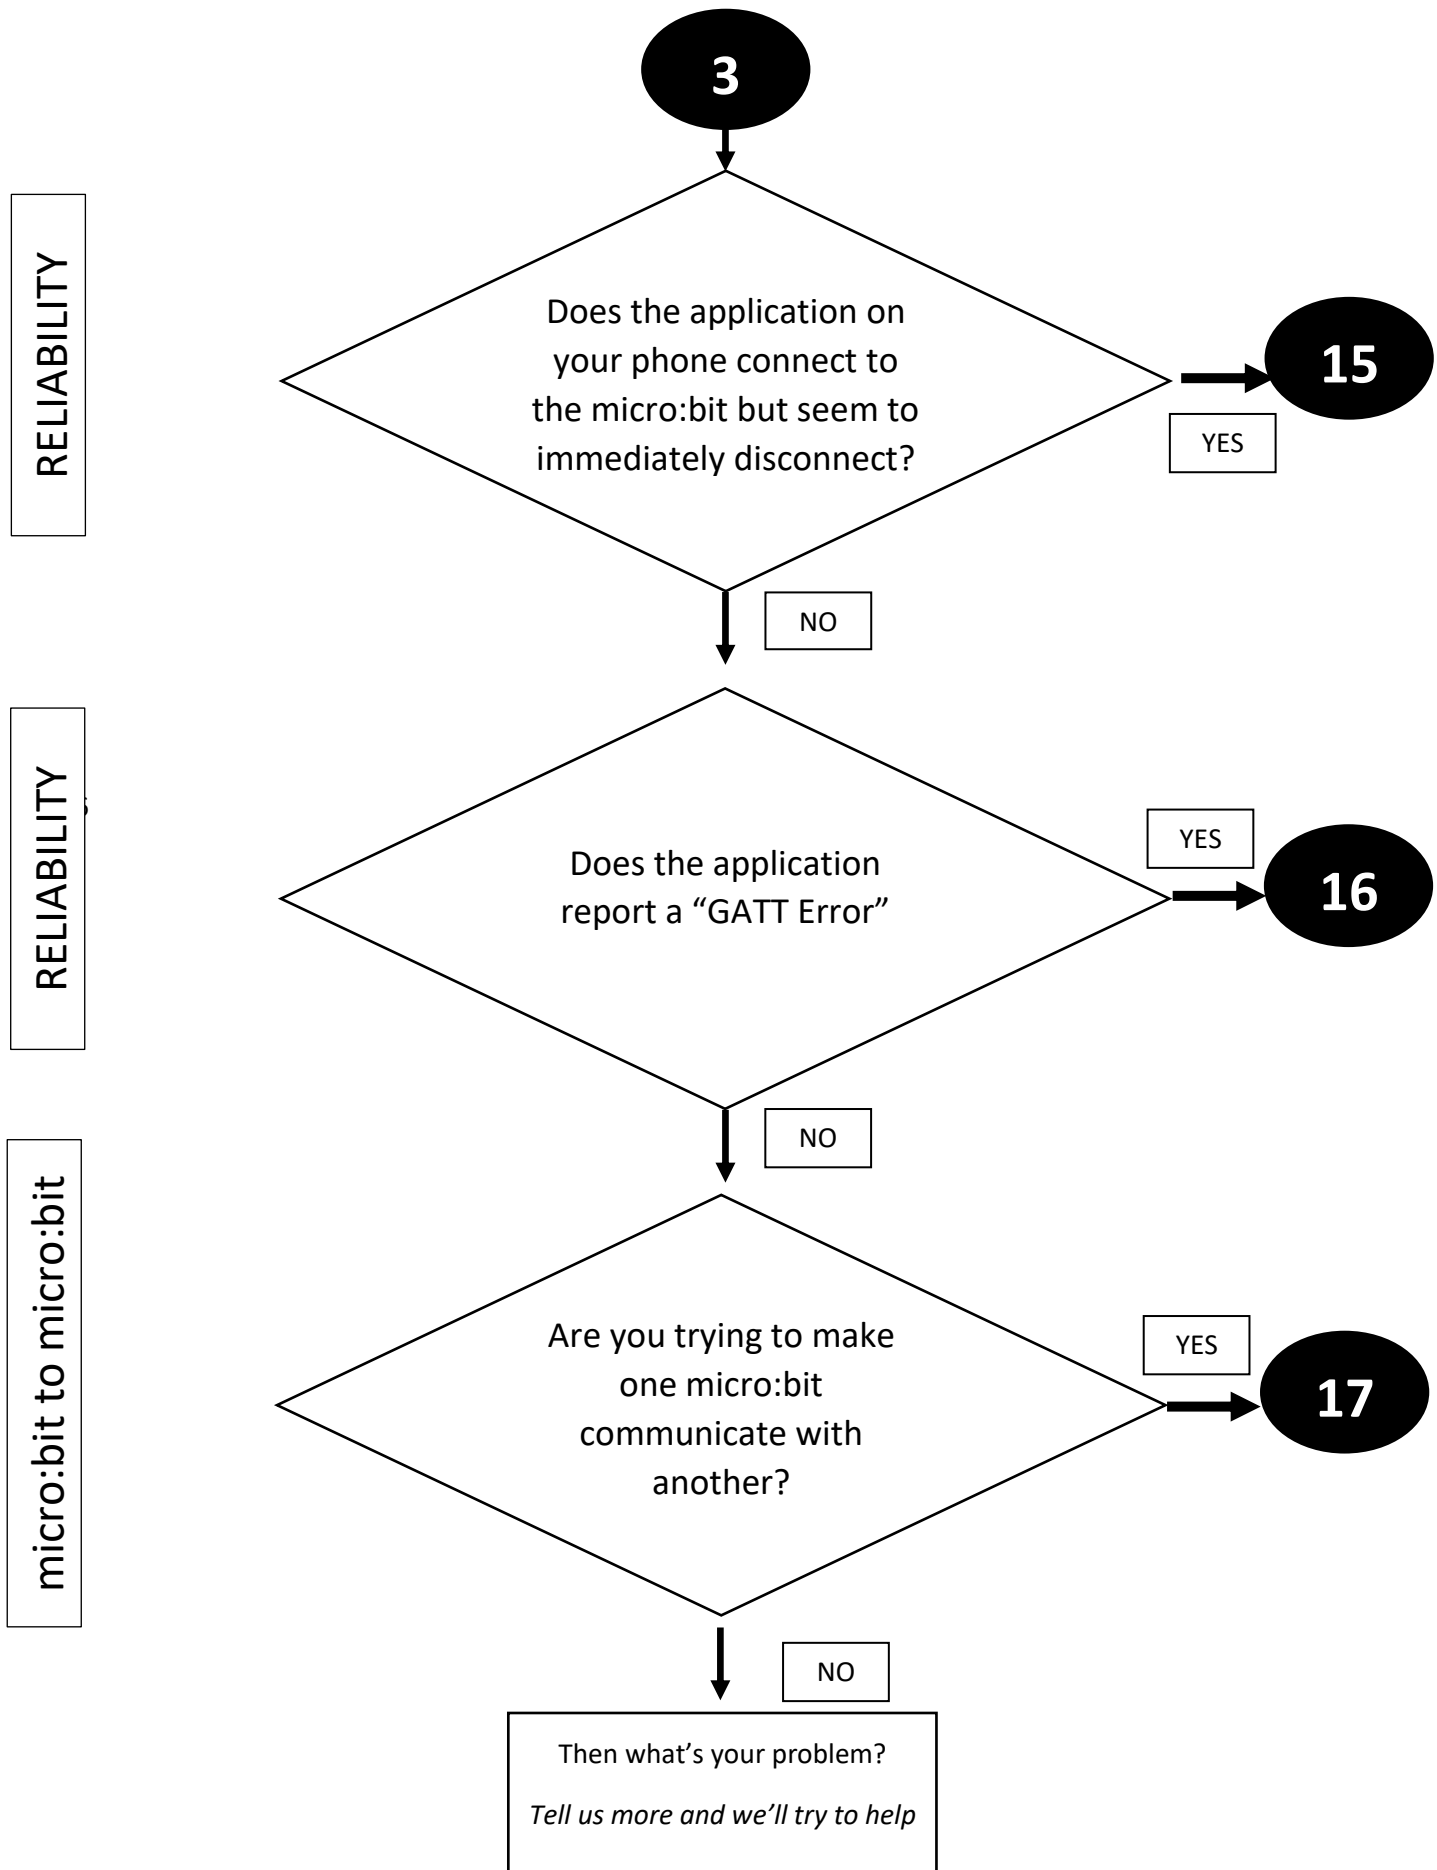 3
RELIABILITY
Does the application on
your phone connect to
the micro:bit but seem to
immediately disconnect?
15
YES
NO
RELIABILITY
Does the application
report a “GATT Error”
YES
16
NO
micro:bit to micro:bit
Are you trying to make
one micro:bit
communicate with
another?
YES
17
NO
Then what’s your problem?
Tell us more and we’ll try to help